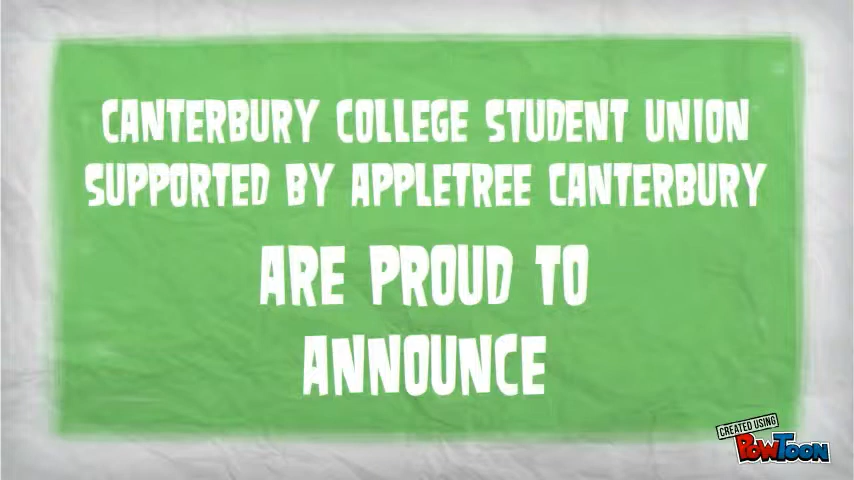 CANTERBURY COLLEGE STUDENT UNION
SUPPORTED BY APPLETREE CANTERBURY
ARE PROUD TO
ANNOUNCE
CREATED USING
POWTOON